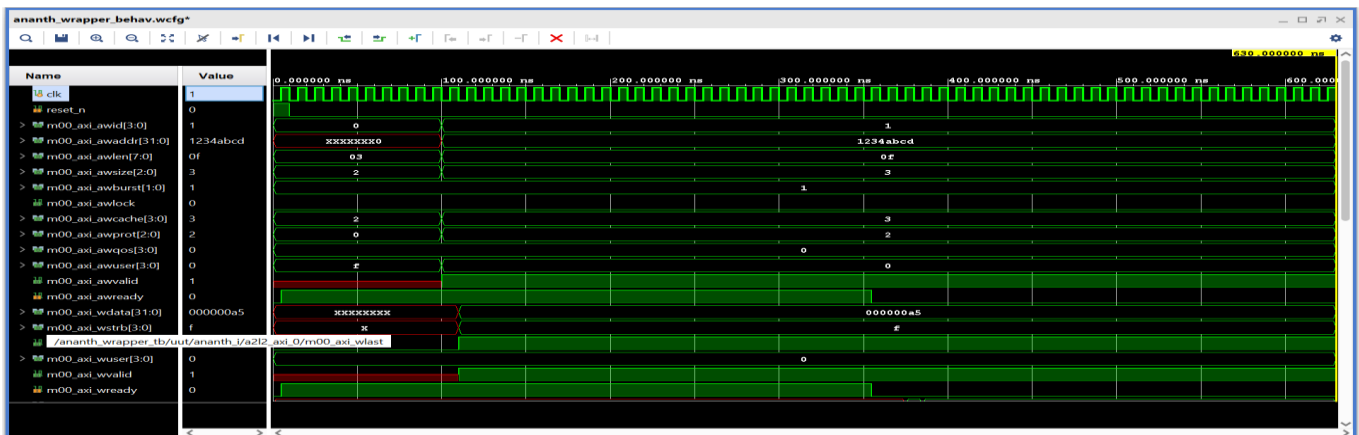 ananth_wrapper_behav.wcfg*
630.000000 ns
Name Value 0.000000 ns 100.000000 ns 200.000000 ns 300.000000 ns 400.000000 ns 500.000000 ns 600.000
clk 1
reset_n 0
m00_axi_awid[3:0] 1 0 1
m00_axi_awaddr[31:0] 1234abcd XXXXXXX0 1234abcd
m00_axi_awlen[7:0] 0f 03 0f
m00_axi_awsize[2:0] 3 2 3
m00_axi_awburst[1:0] 1 1
m00_axi_awlock 0
m00_axi_awcache[3:0] 3 2 3
m00_axi_awprot[2:0] 2 0 2
m00_axi_awqos[3:0] 0 0
m00_axi_awuser[3:0] 0 f 0
m00_axi_awvalid 1
m00_axi_awready 0
m00_axi_wdata[31:0] 000000a5 XXXXXXXX 000000a5
m00_axi_wstrb[3:0] f X f
/ananth_wrapper_tb/uut/ananth_i/a2l2_axi_0/m00_axi_wlast
m00_axi_wuser[3:0] 0 0
m00_axi_wvalid 1
m00_axi_wready 0